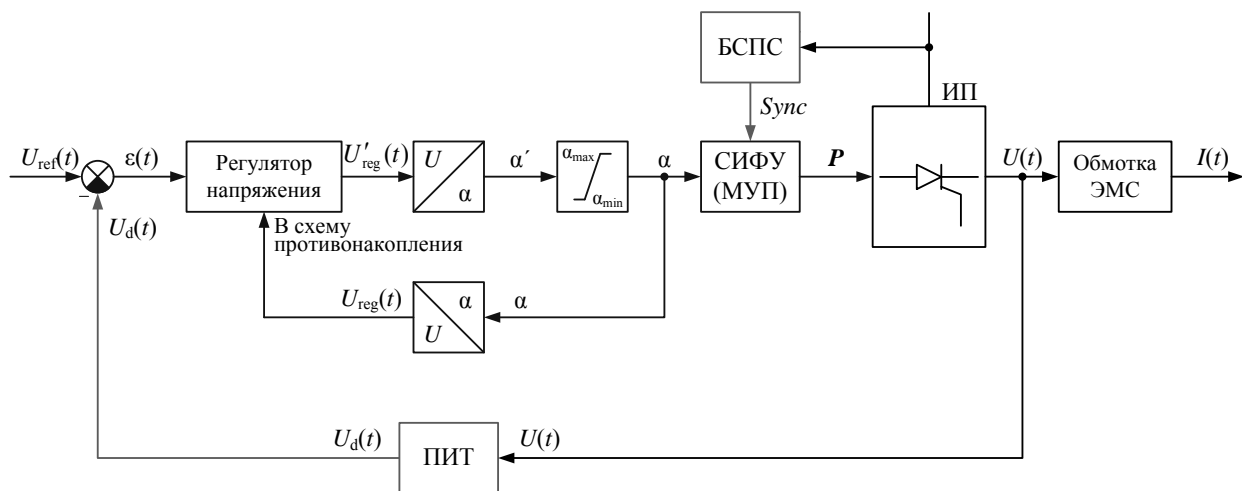 БСПС
ИП
Sync
U_ref(t)
ε(t)
Регулятор
напряжения
U′_reg(t)
U
α
α´
α_max
α_min
α
СИФУ
(МУП)
P
U(t)
Обмотка
ЭМС
I(t)
−
U_d(t)
В схему
противонакопления
U_reg(t)
α
U
α
U_d(t)
ПИТ
U(t)